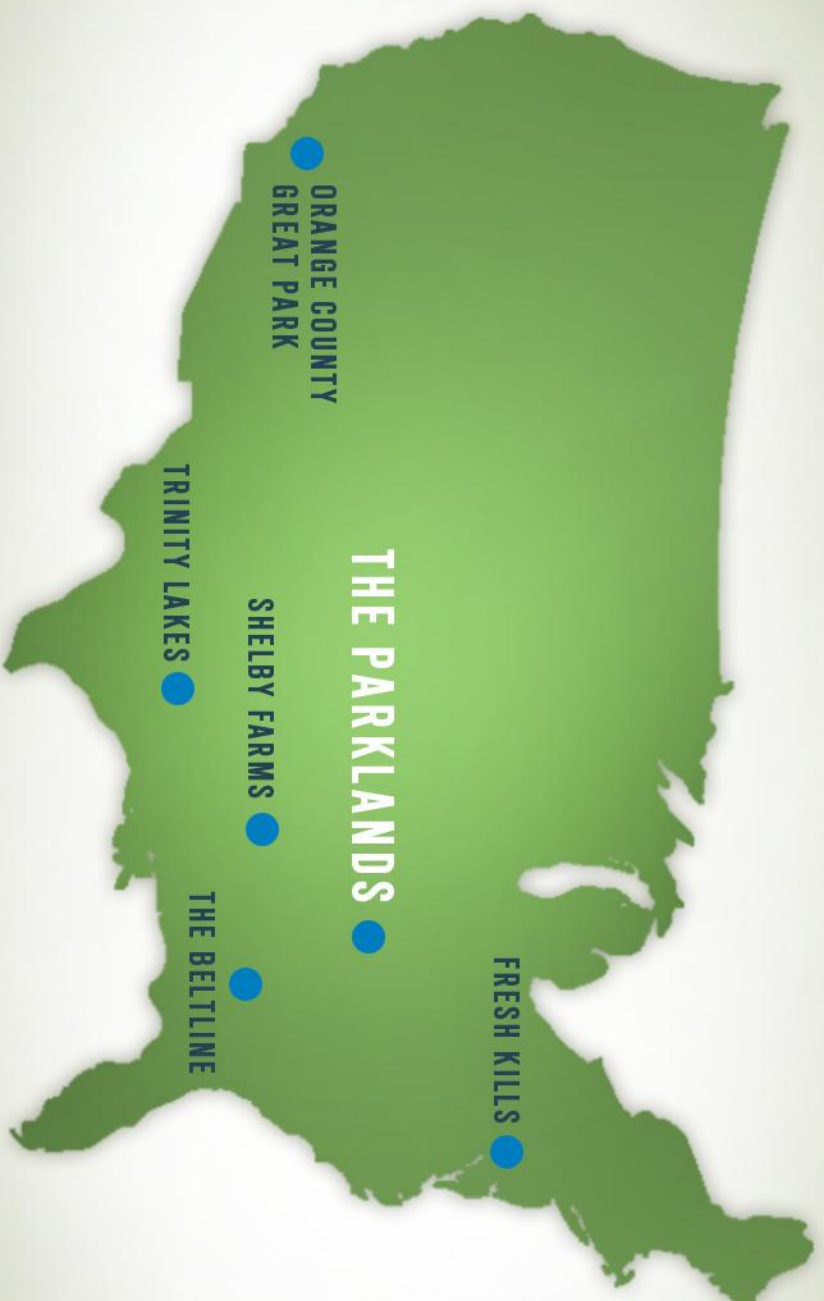 FRESH KILLS
THE PARKLANDS
ORANGE COUNTY
GREAT PARK
SHELBY FARMS
THE BELTLINE
TRINITY LAKES